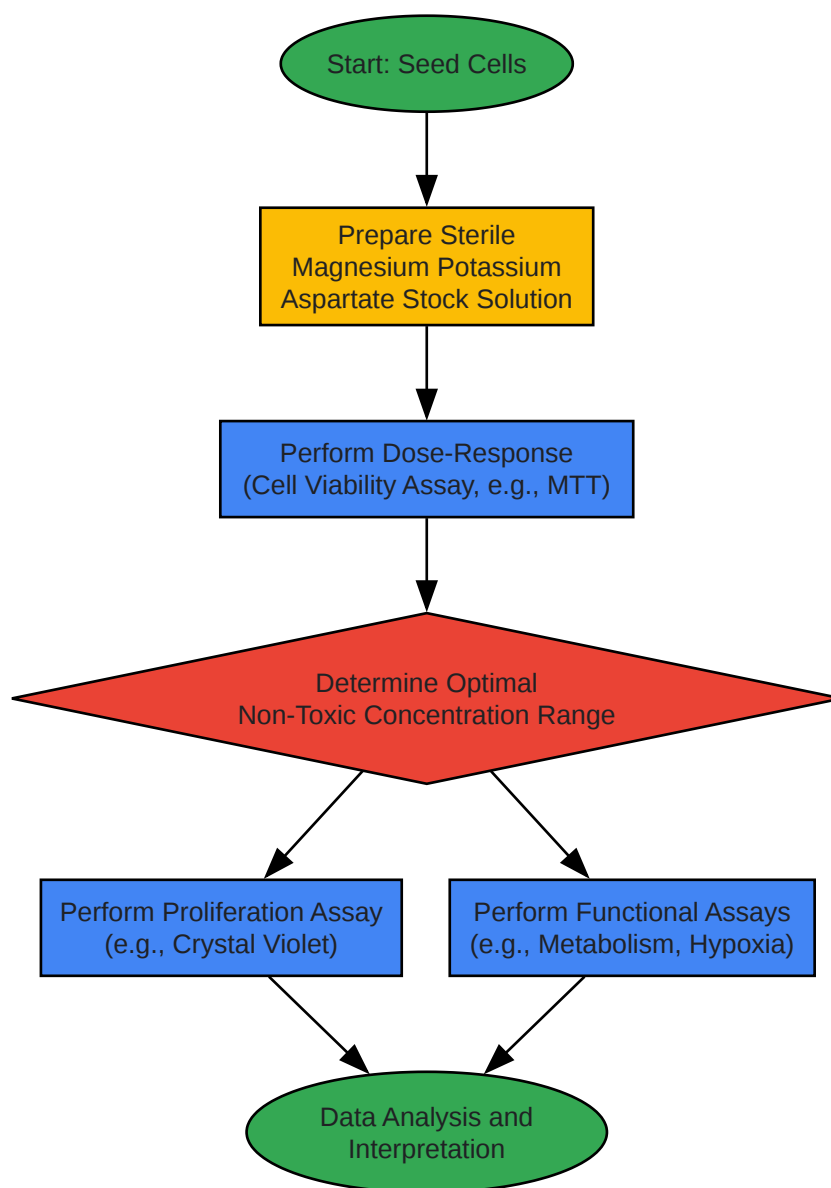 Start: Seed Cells
Prepare Sterile
Magnesium Potassium
Aspartate Stock Solution
Perform Dose-Response
(Cell Viability Assay, e.g., MTT)
Determine Optimal
Non-Toxic Concentration Range
Perform Proliferation Assay
(e.g., Crystal Violet)
Perform Functional Assays
(e.g., Metabolism, Hypoxia)
Data Analysis and
Interpretation